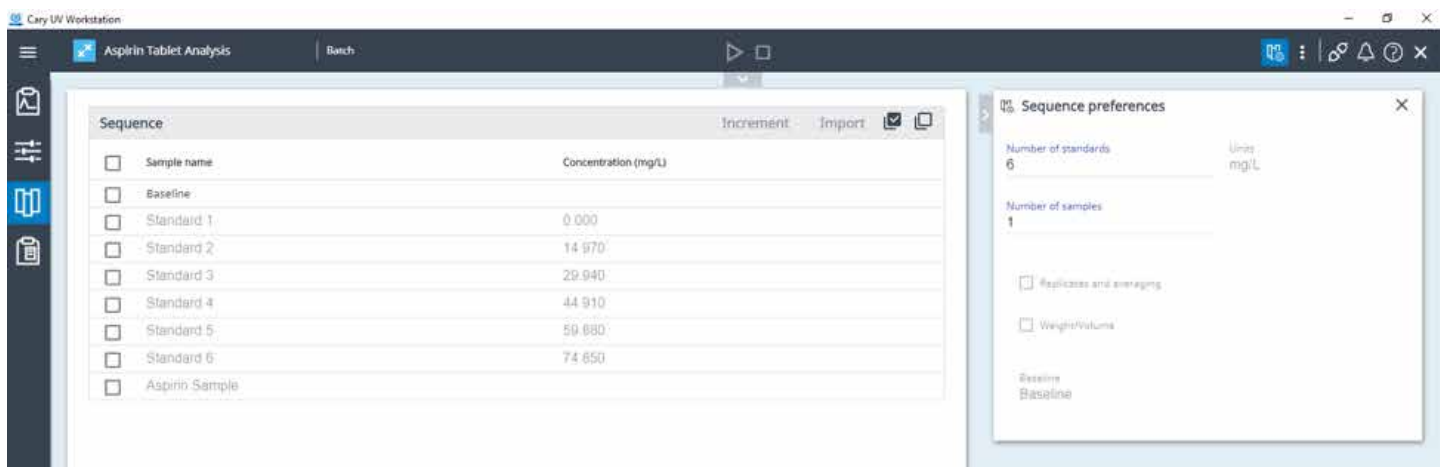 Cary UV Workstation
Aspirin Tablet Analysis
Batch
Sequence
Increment
Import
Sample name
Concentration (mg/L)
Baseline
Standard 1
0.000
Standard 2
14.970
Standard 3
29.940
Standard 4
44.910
Standard 5
59.880
Standard 6
74.850
Aspirin Sample
Sequence preferences
Number of standards
6
Units
mg/L
Number of samples
1
Replicates and averaging
Weight/Volume
Baseline
Baseline